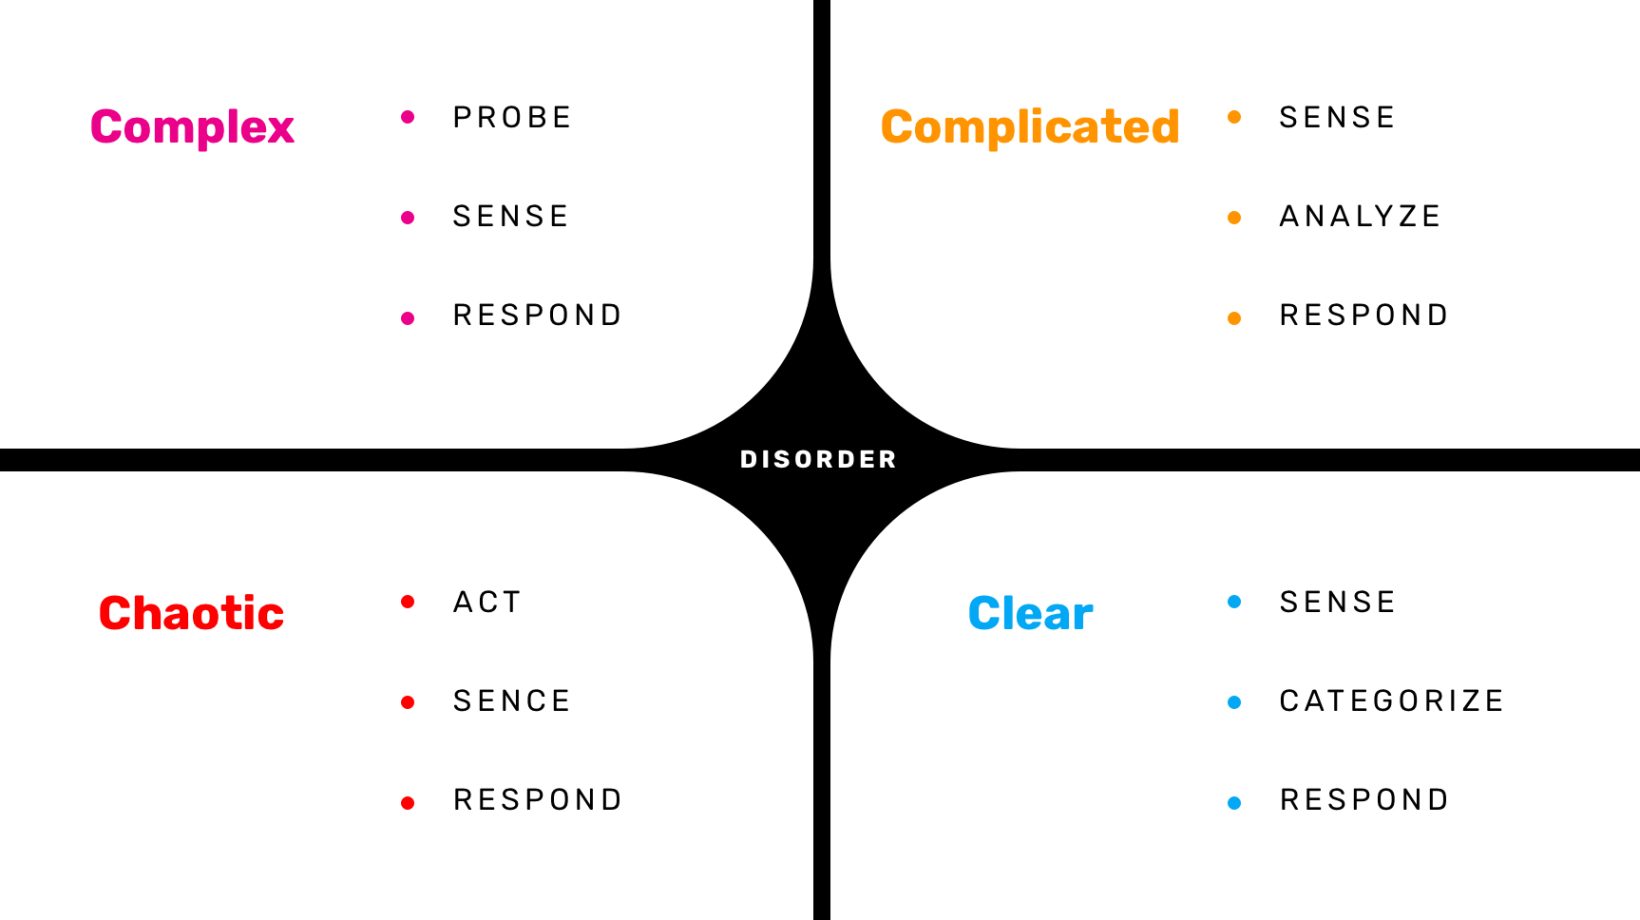 Complex
PROBE
SENSE
RESPOND
Complicated
SENSE
ANALYZE
RESPOND
DISORDER
Chaotic
ACT
SENCE
RESPOND
Clear
SENSE
CATEGORIZE
RESPOND